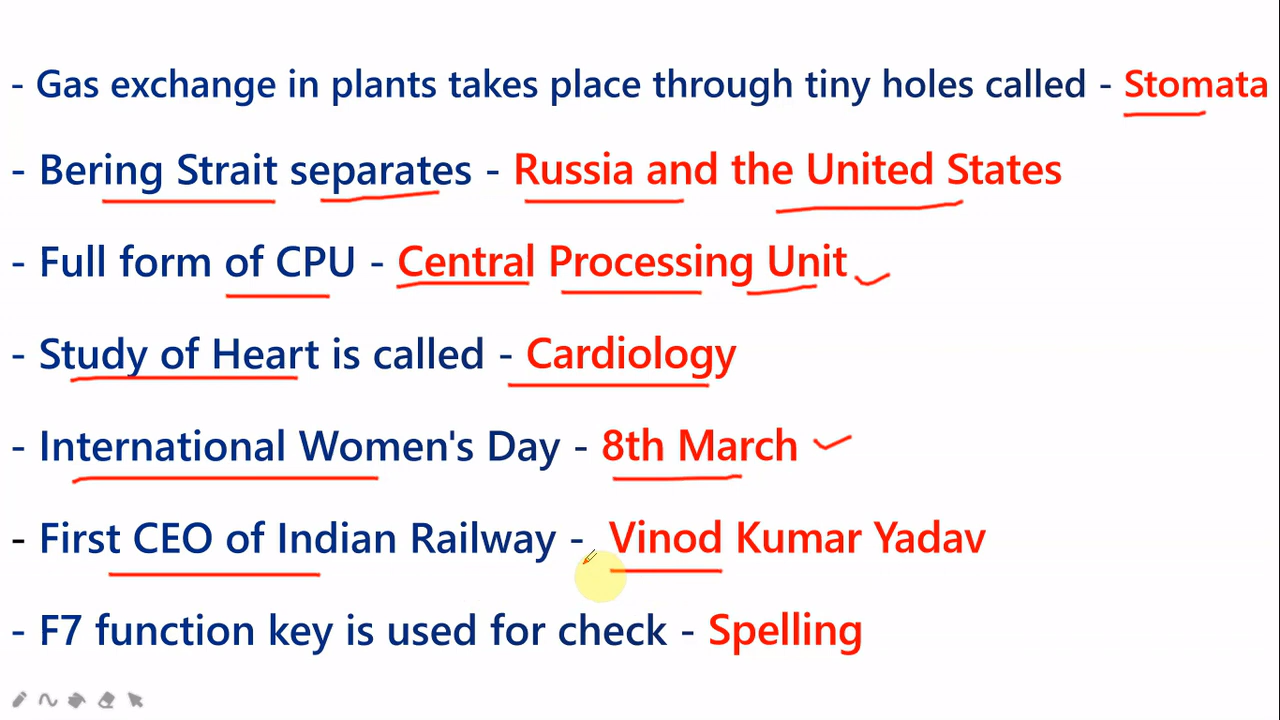 - Gas exchange in plants takes place through tiny holes called - Stomata
- Bering Strait separates - Russia and the United States
- Full form of CPU - Central Processing Unit
- Study of Heart is called - Cardiology
- International Women's Day - 8th March
- First CEO of Indian Railway - Vinod Kumar Yadav
- F7 function key is used for check - Spelling